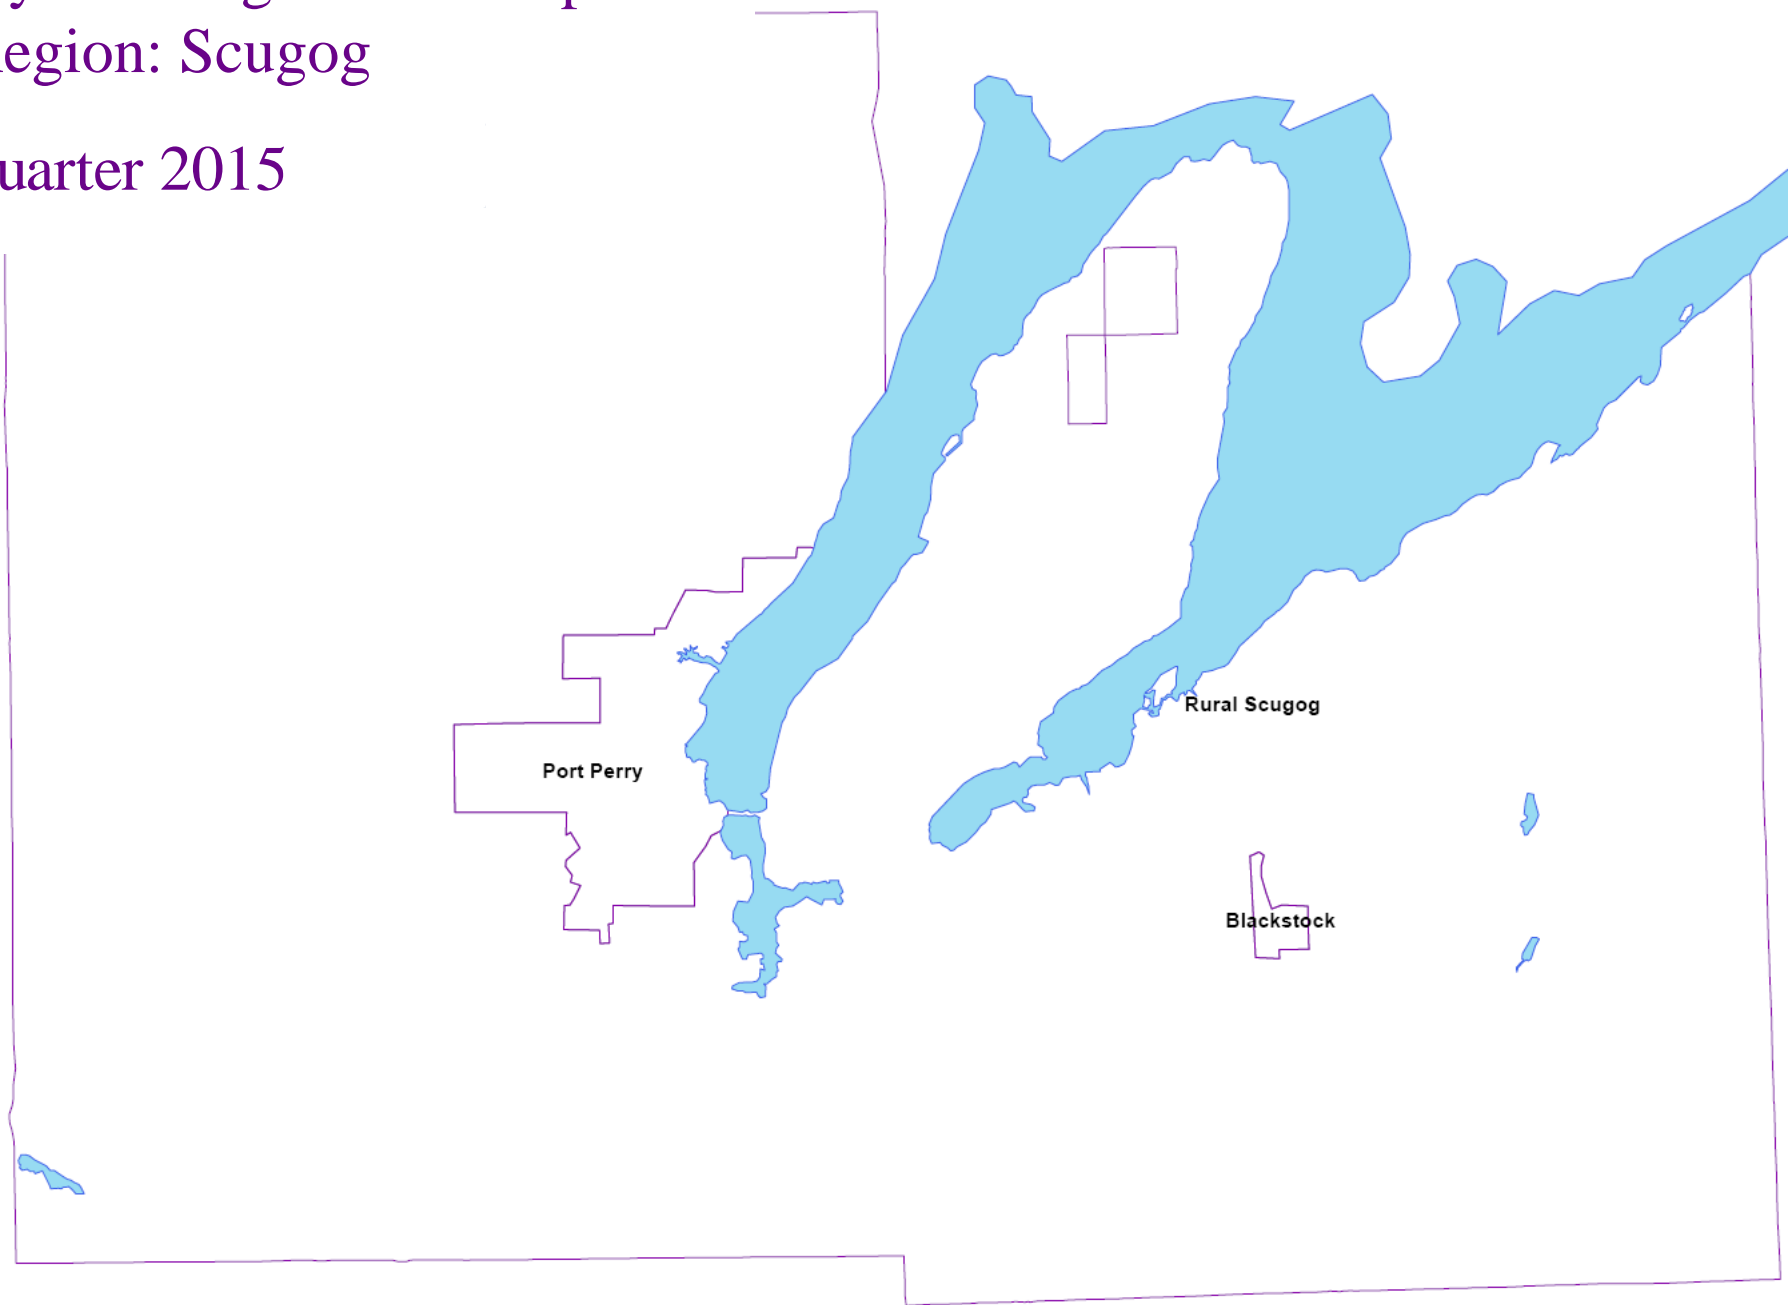 egion: Scugog
uarter 2015
Rural Scugog
Port Perry
Blackstock